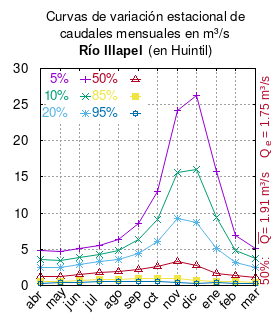 Curvas de variación estacional de
caudales mensuales en m³/s
Río Illapel (en Huintil)
30
25
20
15
10
5
0
5% 50%
10% 85%
20% 95%
abr may jun jul ago sep oct nov dic ene feb mar
50%: Q= 1.91 m³/s Qe = 1.75 m³/s